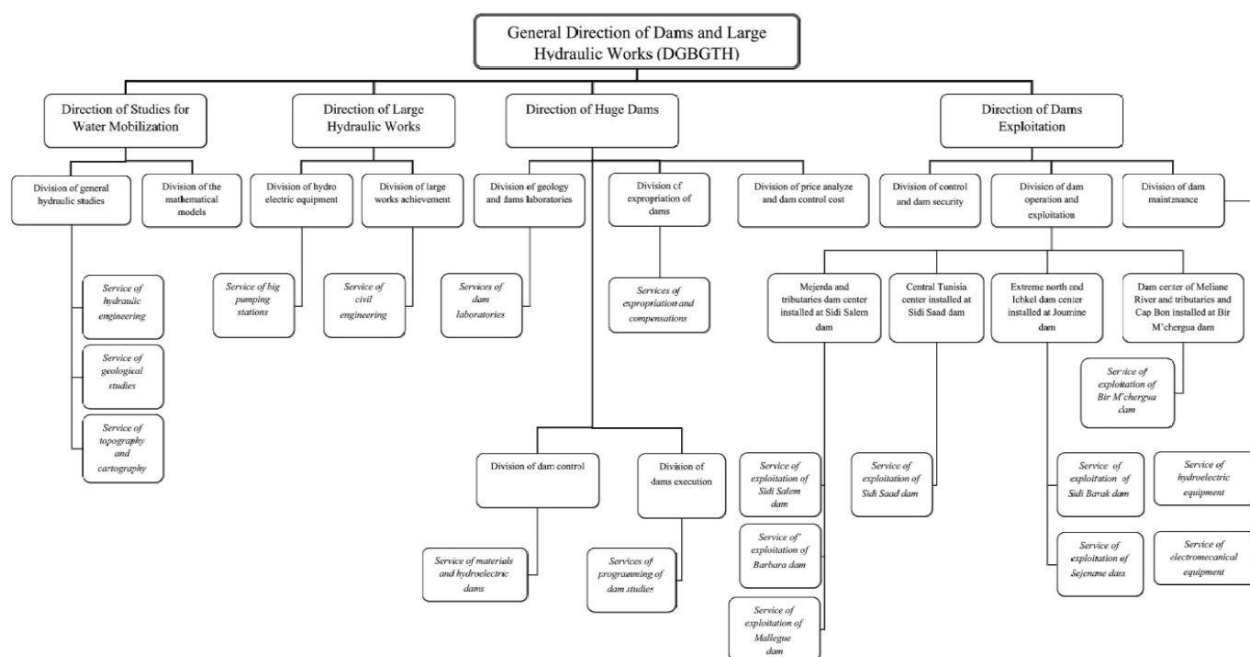 General Direction of Dams and Large
Hydraulic Works (DGBGTH)
Direction of Studies for
Water Mobilization
Direction of Large
Hydraulic Works
Direction of Huge Dams
Direction of Dams
Exploitation
Division of general
hydraulic studies
Division of the
mathematical
models
Division of hydro
electric equipment
Division of large
works achievement
Division of geology
and dams laboratories
Division of
expropriation of
dams
Division of price analyze
and dam control cost
Division of control
and dam security
Division of dam
operation and
exploitation
Division of dam
maintznance
Service of
hydraulic
engineering
Service of
geological
studies
Service of
topography
and
cartography
Service of big
pumping
stations
Service of
civil
engineering
Services of
dam
laboratories
Services of
expropriation and
compensations
Mejerda and
tributaries dam center
installed at Sidi Salem
dam
Central Tunisia
center installed at
Sidi Saad dam
Extreme north and
Ichkel dam center
installed at Joumine
dam
Dam center of Meliane
River and tributaries and
Cap Bon installed at Bir
M'chergua dam
Service of
exploitation of
Bir M'chergua
dam
Division of dam control
Division of
dams execution
Service of
exploitation of
Sidi Salem
dam
Service of
exploitation of
Sidi Saad dam
Service of
exploitation of
Sidi Barak dam
Service of
hydroelectric
equipment
Service of materials
and hydroelectric
dams
Services of
programming of
dam studies
Service of
exploitation of
Barbara dam
Service of
exploitation of
Sejenane dam
Service of
electromecanical
equipment
Service of
exploitation of
Mallegue
dam